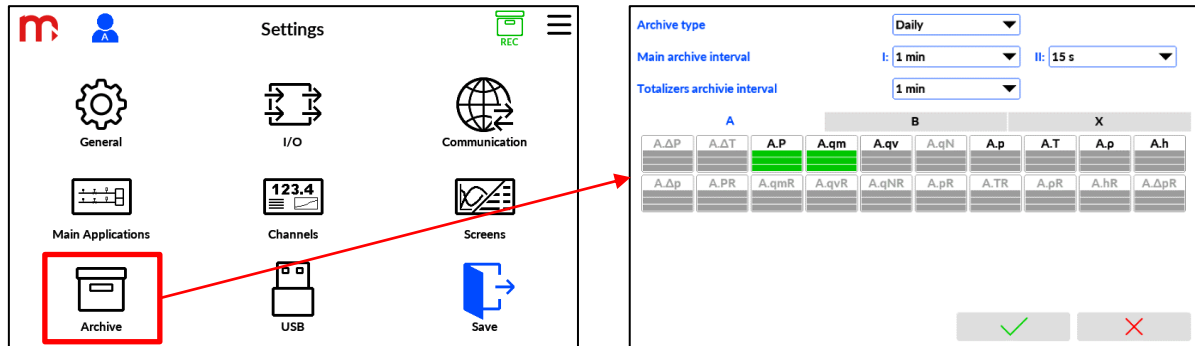 m
A
Settings
REC
General
I/O
Communication
123.4
Main Applications
Channels
Screens
Archive
USB
Save
Archive type
Daily
Main archive interval
I: 1 min
II: 15 s
Totalizers archivie interval
1 min
A B X
A.ΔP A.ΔT A.P A.qm A.qv A.qN A.p A.T A.ρ A.h
A.Δp A.PR A.qmR A.qvR A.qNR A.pR A.TR A.ρR A.hR A.ΔpR